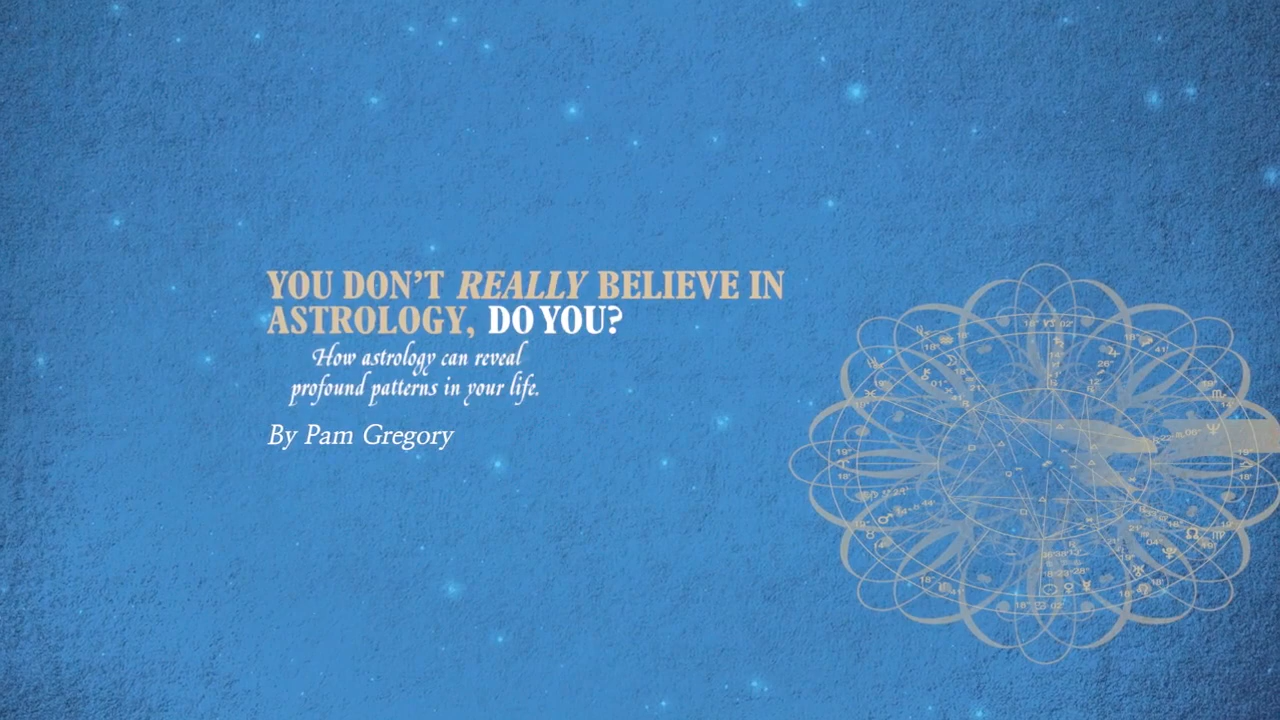 YOU DON'T REALLY BELIEVE IN
ASTROLOGY, DO YOU?
How astrology can reveal
profound patterns in your life.
By Pam Gregory